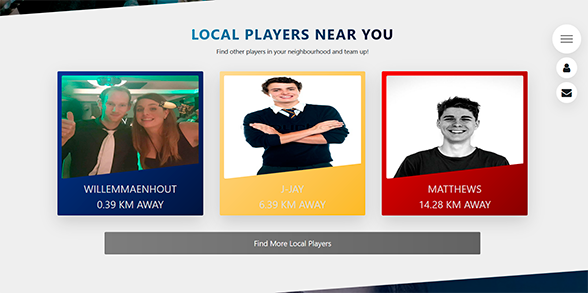 LOCAL PLAYERS NEAR YOU
Find other players in your neighbourhood and team up!
WILLEMMAENHOUT
0.39 KM AWAY
J-JAY
6.39 KM AWAY
MATTHEWS
14.28 KM AWAY
Find More Local Players